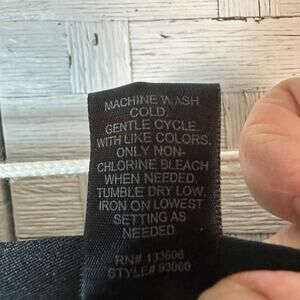 MACHINE WASH
COLD.
GENTLE CYCLE.
WITH LIKE COLORS.
ONLY NON-
CHLORINE BLEACH
WHEN NEEDED.
TUMBLE DRY LOW.
IRON ON LOWEST
SETTING AS
NEEDED.
RN# 133606
STYLE# 93060